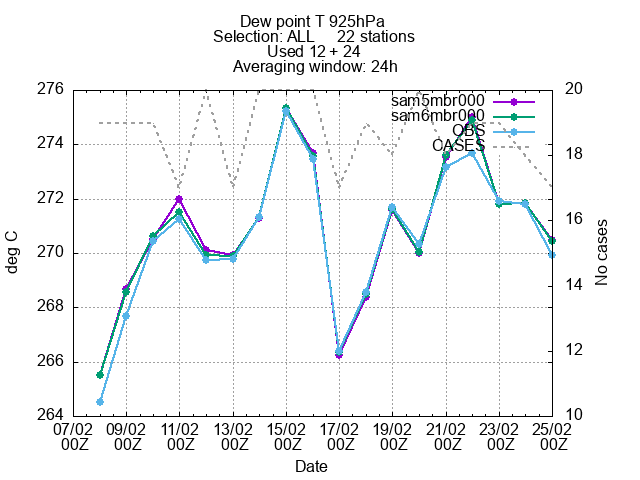 Dew point T 925hPa
Selection: ALL 22 stations
Used 12 + 24
Averaging window: 24h
276
274
272
270
268
266
264
deg C
20
18
16
14
12
10
No cases
sam5mbr000
sam6mbr000
OBS
CASES
07/02 09/02 11/02 13/02 15/02 17/02 19/02 21/02 23/02 25/02
00Z 00Z 00Z 00Z 00Z 00Z 00Z 00Z 00Z 00Z
Date